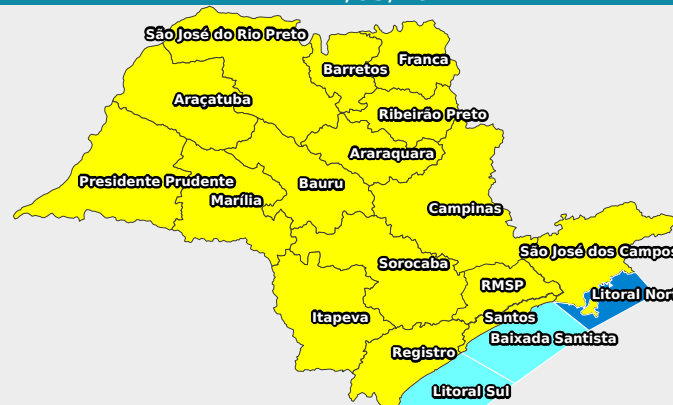 São José do Rio Preto
Franca
Barretos
Araçatuba
Ribeirão Preto
Araraquara
Presidente Prudente
Bauru
Marília
Campinas
São José dos Campos
Sorocaba
RMSP
Litoral Nort
Itapeva
Santos
Baixada Santista
Registro
Litoral Sul